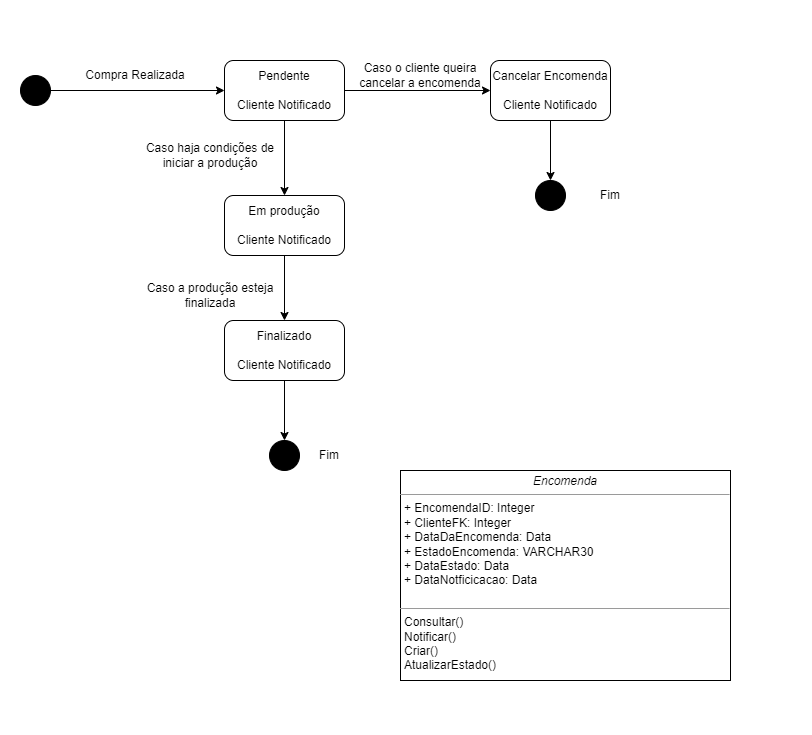 Compra Realizada
Pendente
Cliente Notificado
Caso o cliente queira
cancelar a encomenda
Cancelar Encomenda
Cliente Notificado
Caso haja condições de
iniciar a produção
Fim
Em produção
Cliente Notificado
Caso a produção esteja
finalizada
Finalizado
Cliente Notificado
Fim
Encomenda
+ EncomendaID: Integer
+ ClienteFK: Integer
+ DataDaEncomenda: Data
+ EstadoEncomenda: VARCHAR30
+ DataEstado: Data
+ DataNotficicacao: Data
Consultar()
Notificar()
Criar()
AtualizarEstado()